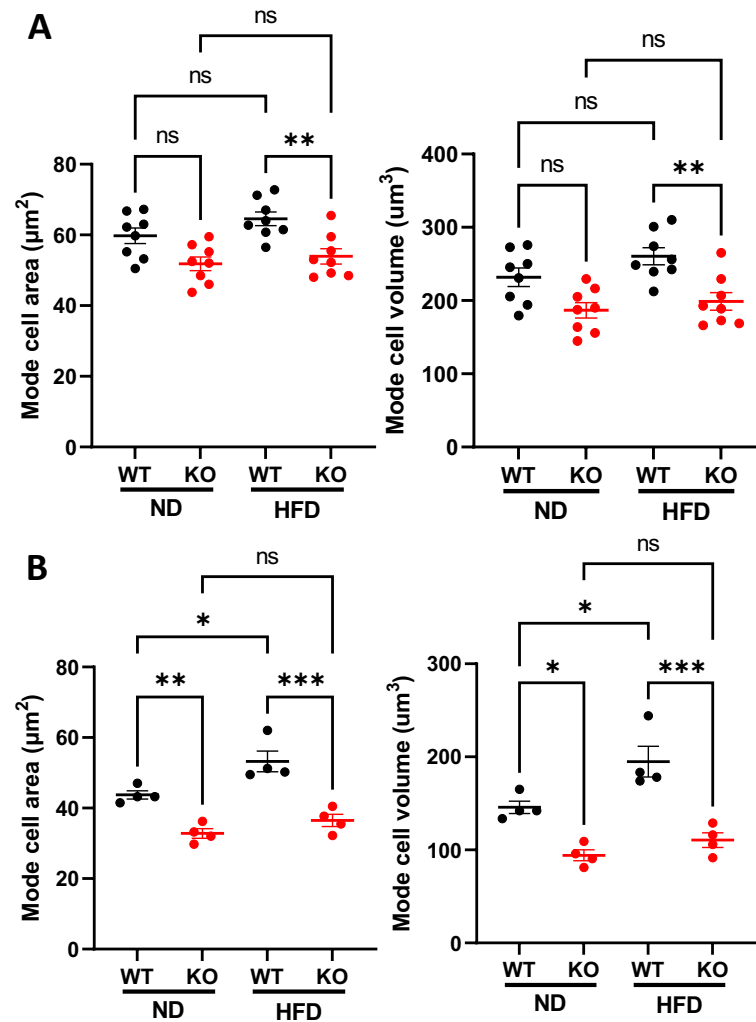 A
ns
ns
ns
**
Mode cell area (µm²)
80
60
40
20
0
WT KO WT KO
ND HFD
ns
ns
ns
**
Mode cell volume (um³)
400
300
200
100
0
WT KO WT KO
ND HFD
B
ns
*
**
***
Mode cell area (µm²)
80
60
40
20
0
WT KO WT KO
ND HFD
ns
*
*
***
Mode cell volume (um³)
300
200
100
0
WT KO WT KO
ND HFD